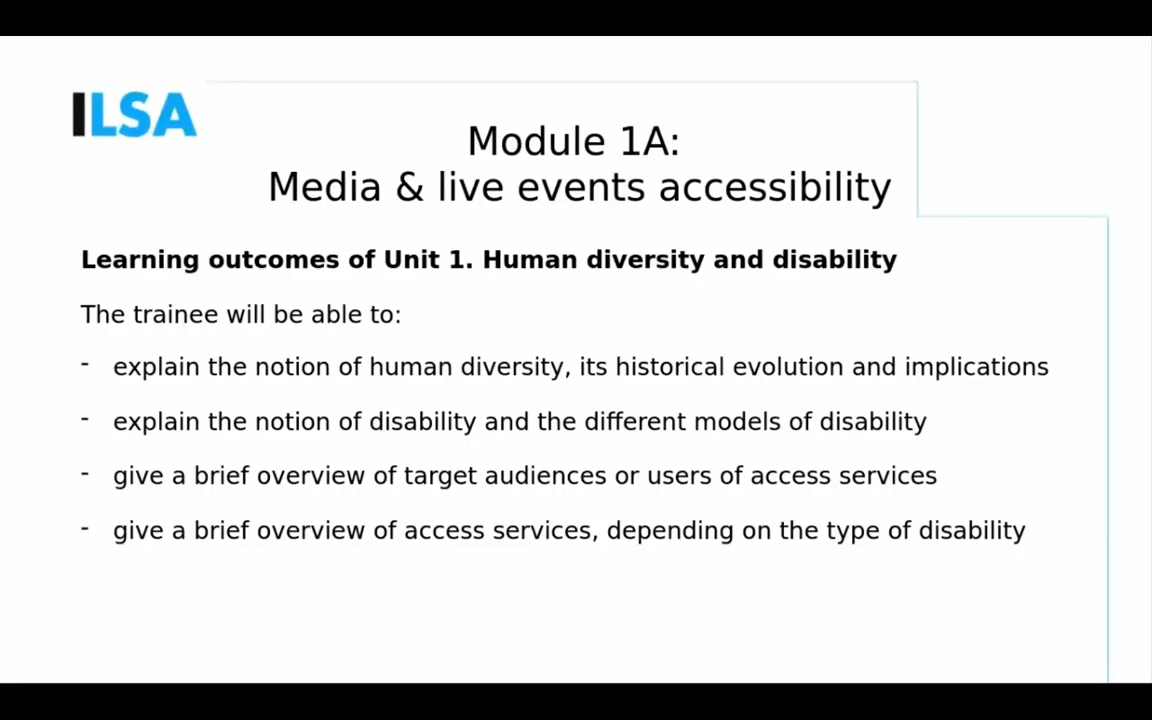 ILSA
Module 1A:
Media & live events accessibility
Learning outcomes of Unit 1. Human diversity and disability
The trainee will be able to:
- explain the notion of human diversity, its historical evolution and implications
- explain the notion of disability and the different models of disability
- give a brief overview of target audiences or users of access services
- give a brief overview of access services, depending on the type of disability